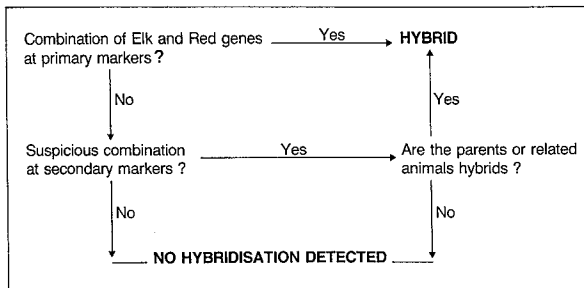 Combination of Elk and Red genes
at primary markers ?
Yes
HYBRID
No
Yes
Suspicious combination
at secondary markers ?
Yes
Are the parents or related
animals hybrids ?
No
No
NO HYBRIDISATION DETECTED